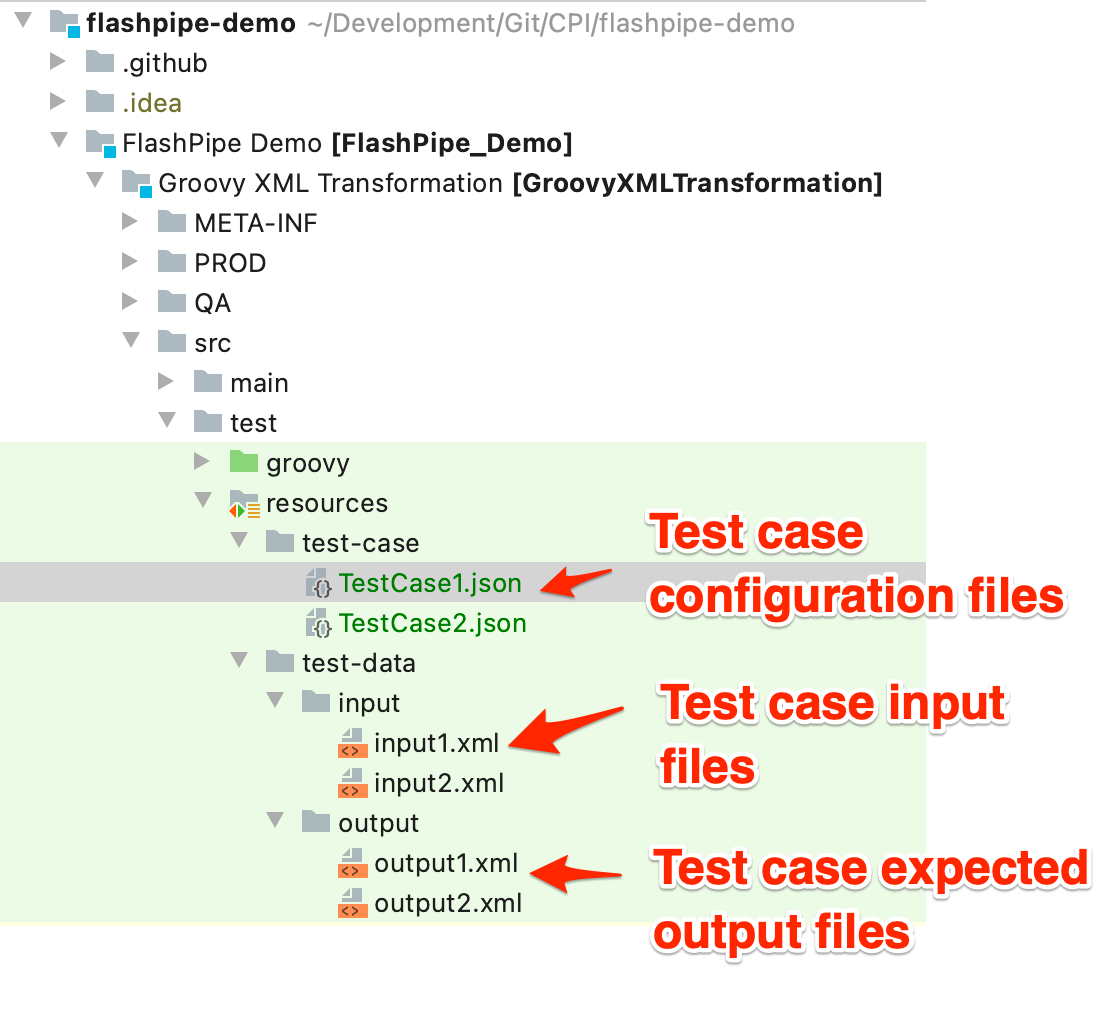 flashpipe-demo ~/Development/Git/CPI/flashpipe-demo
.github
.idea
FlashPipe Demo [FlashPipe_Demo]
Groovy XML Transformation [GroovyXMLTransformation]
META-INF
PROD
QA
src
main
test
groovy
resources
test-case
TestCase1.json
TestCase2.json
Test case
configuration files
test-data
input
input1.xml
input2.xml
Test case input
files
output
output1.xml
output2.xml
Test case expected
output files